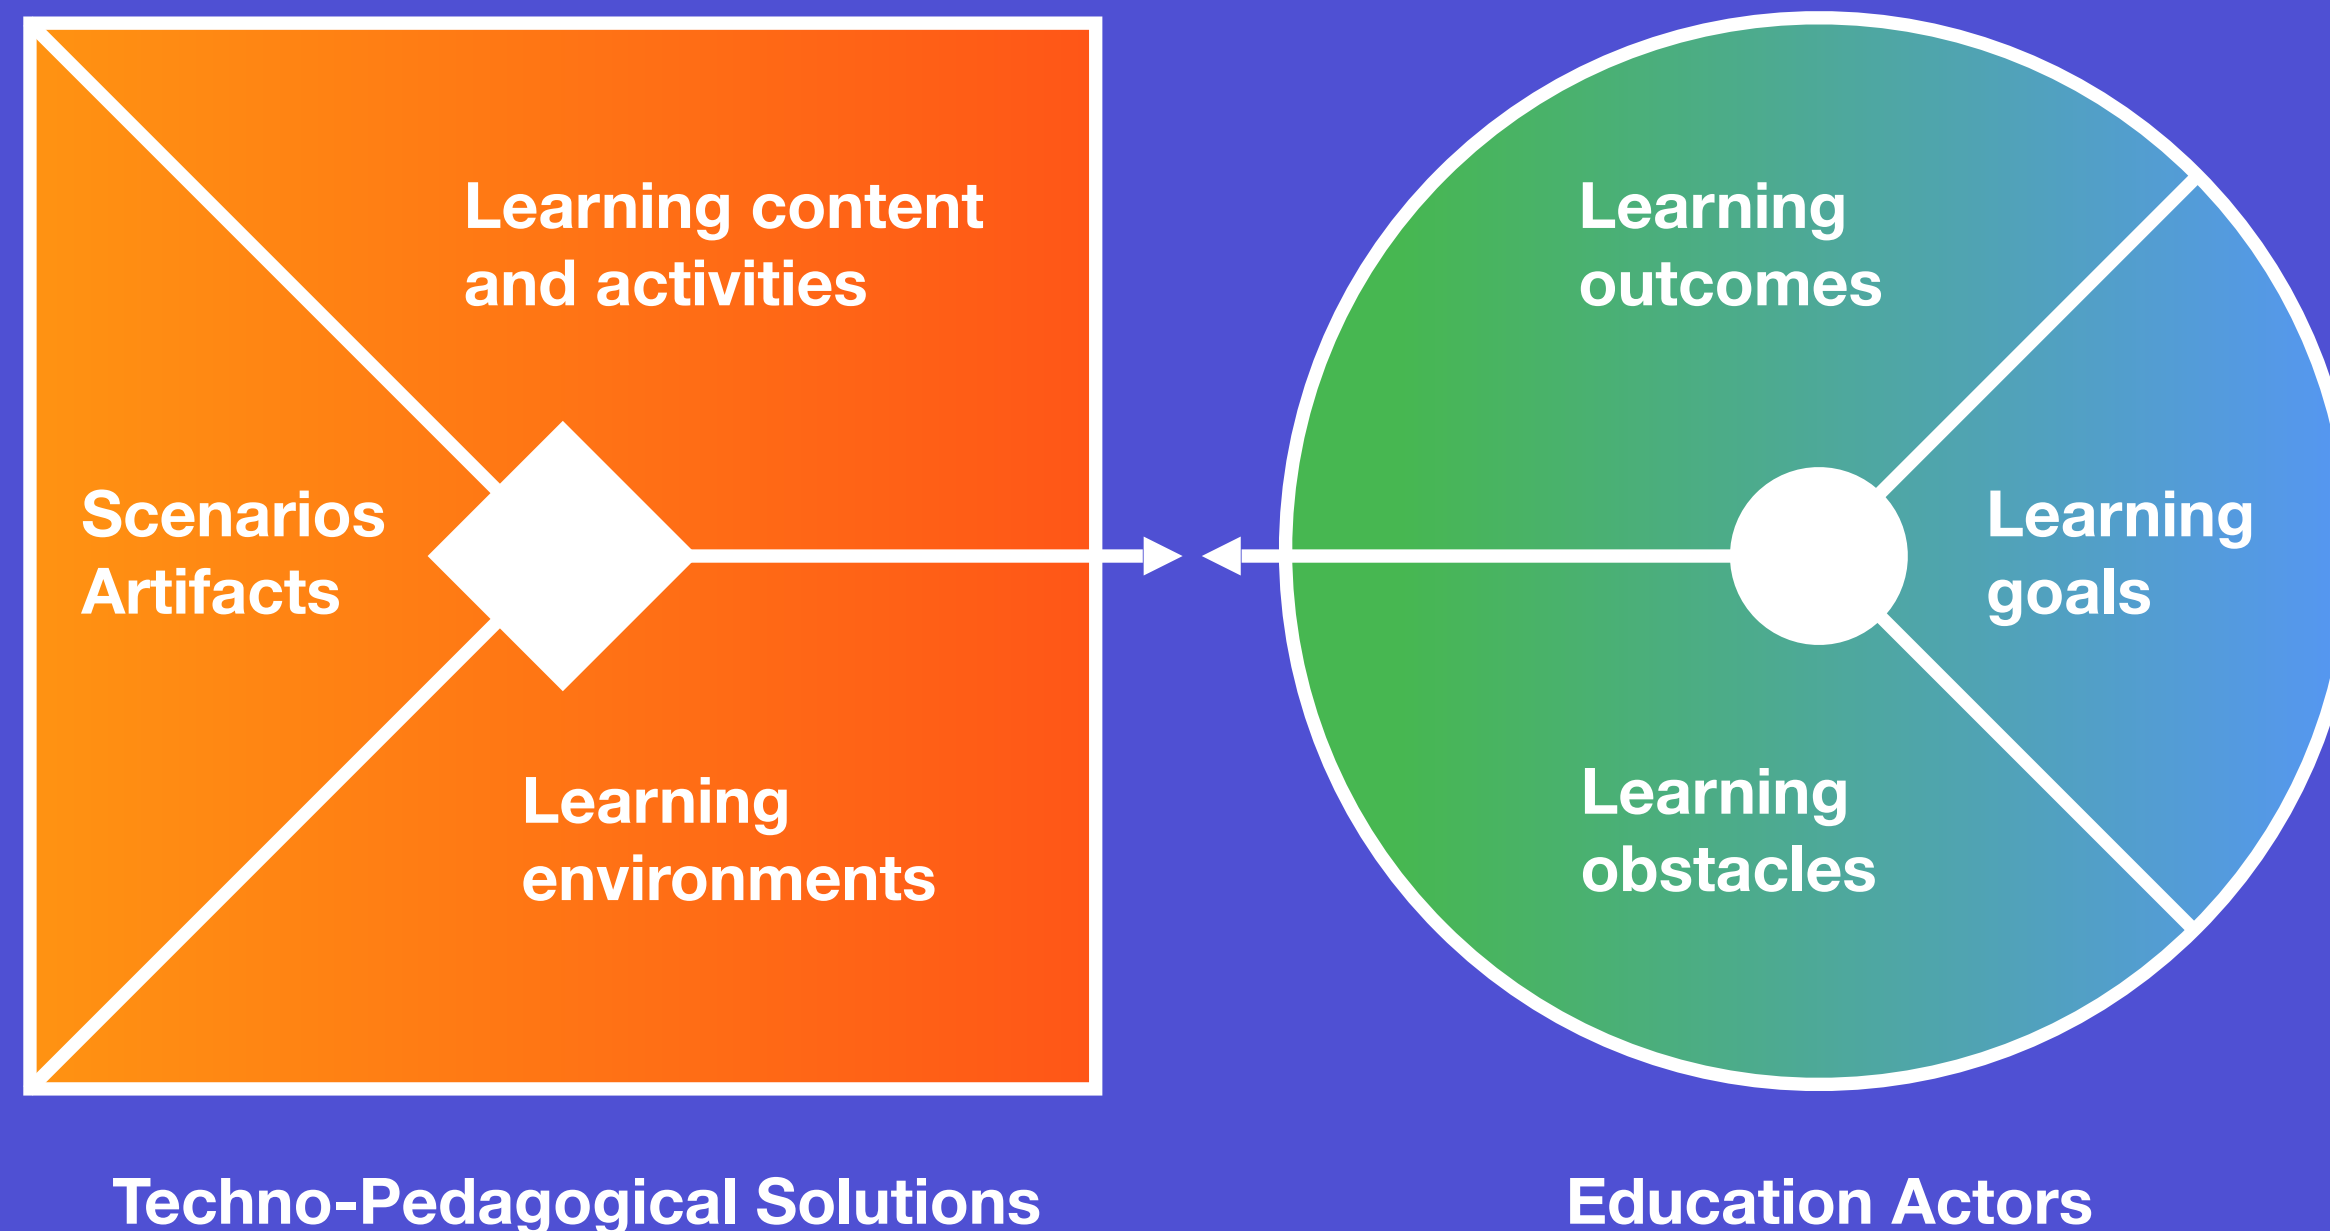 Learning content
and activities
Scenarios
Artifacts
Learning
environments
Techno-Pedagogical Solutions
Learning
outcomes
Learning
goals
Learning
obstacles
Education Actors